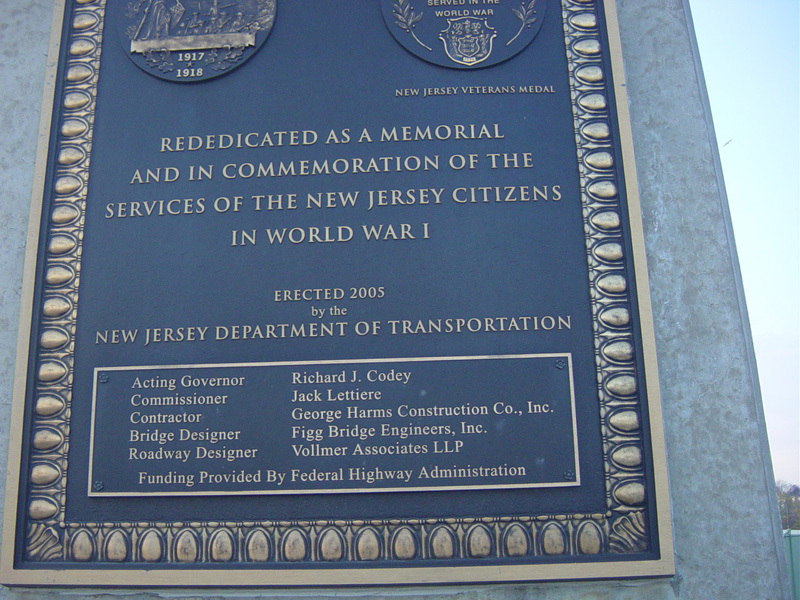 SERVED IN THE
WORLD WAR
1917
1918
NEW JERSEY VETERANS MEDAL
REDEDICATED AS A MEMORIAL
AND IN COMMEMORATION OF THE
SERVICES OF THE NEW JERSEY CITIZENS
IN WORLD WAR I
ERECTED 2005
by the
NEW JERSEY DEPARTMENT OF TRANSPORTATION
Acting Governor Richard J. Codey
Commissioner Jack Lettiere
Contractor George Harms Construction Co., Inc.
Bridge Designer Figg Bridge Engineers, Inc.
Roadway Designer Vollmer Associates LLP
Funding Provided By Federal Highway Administration